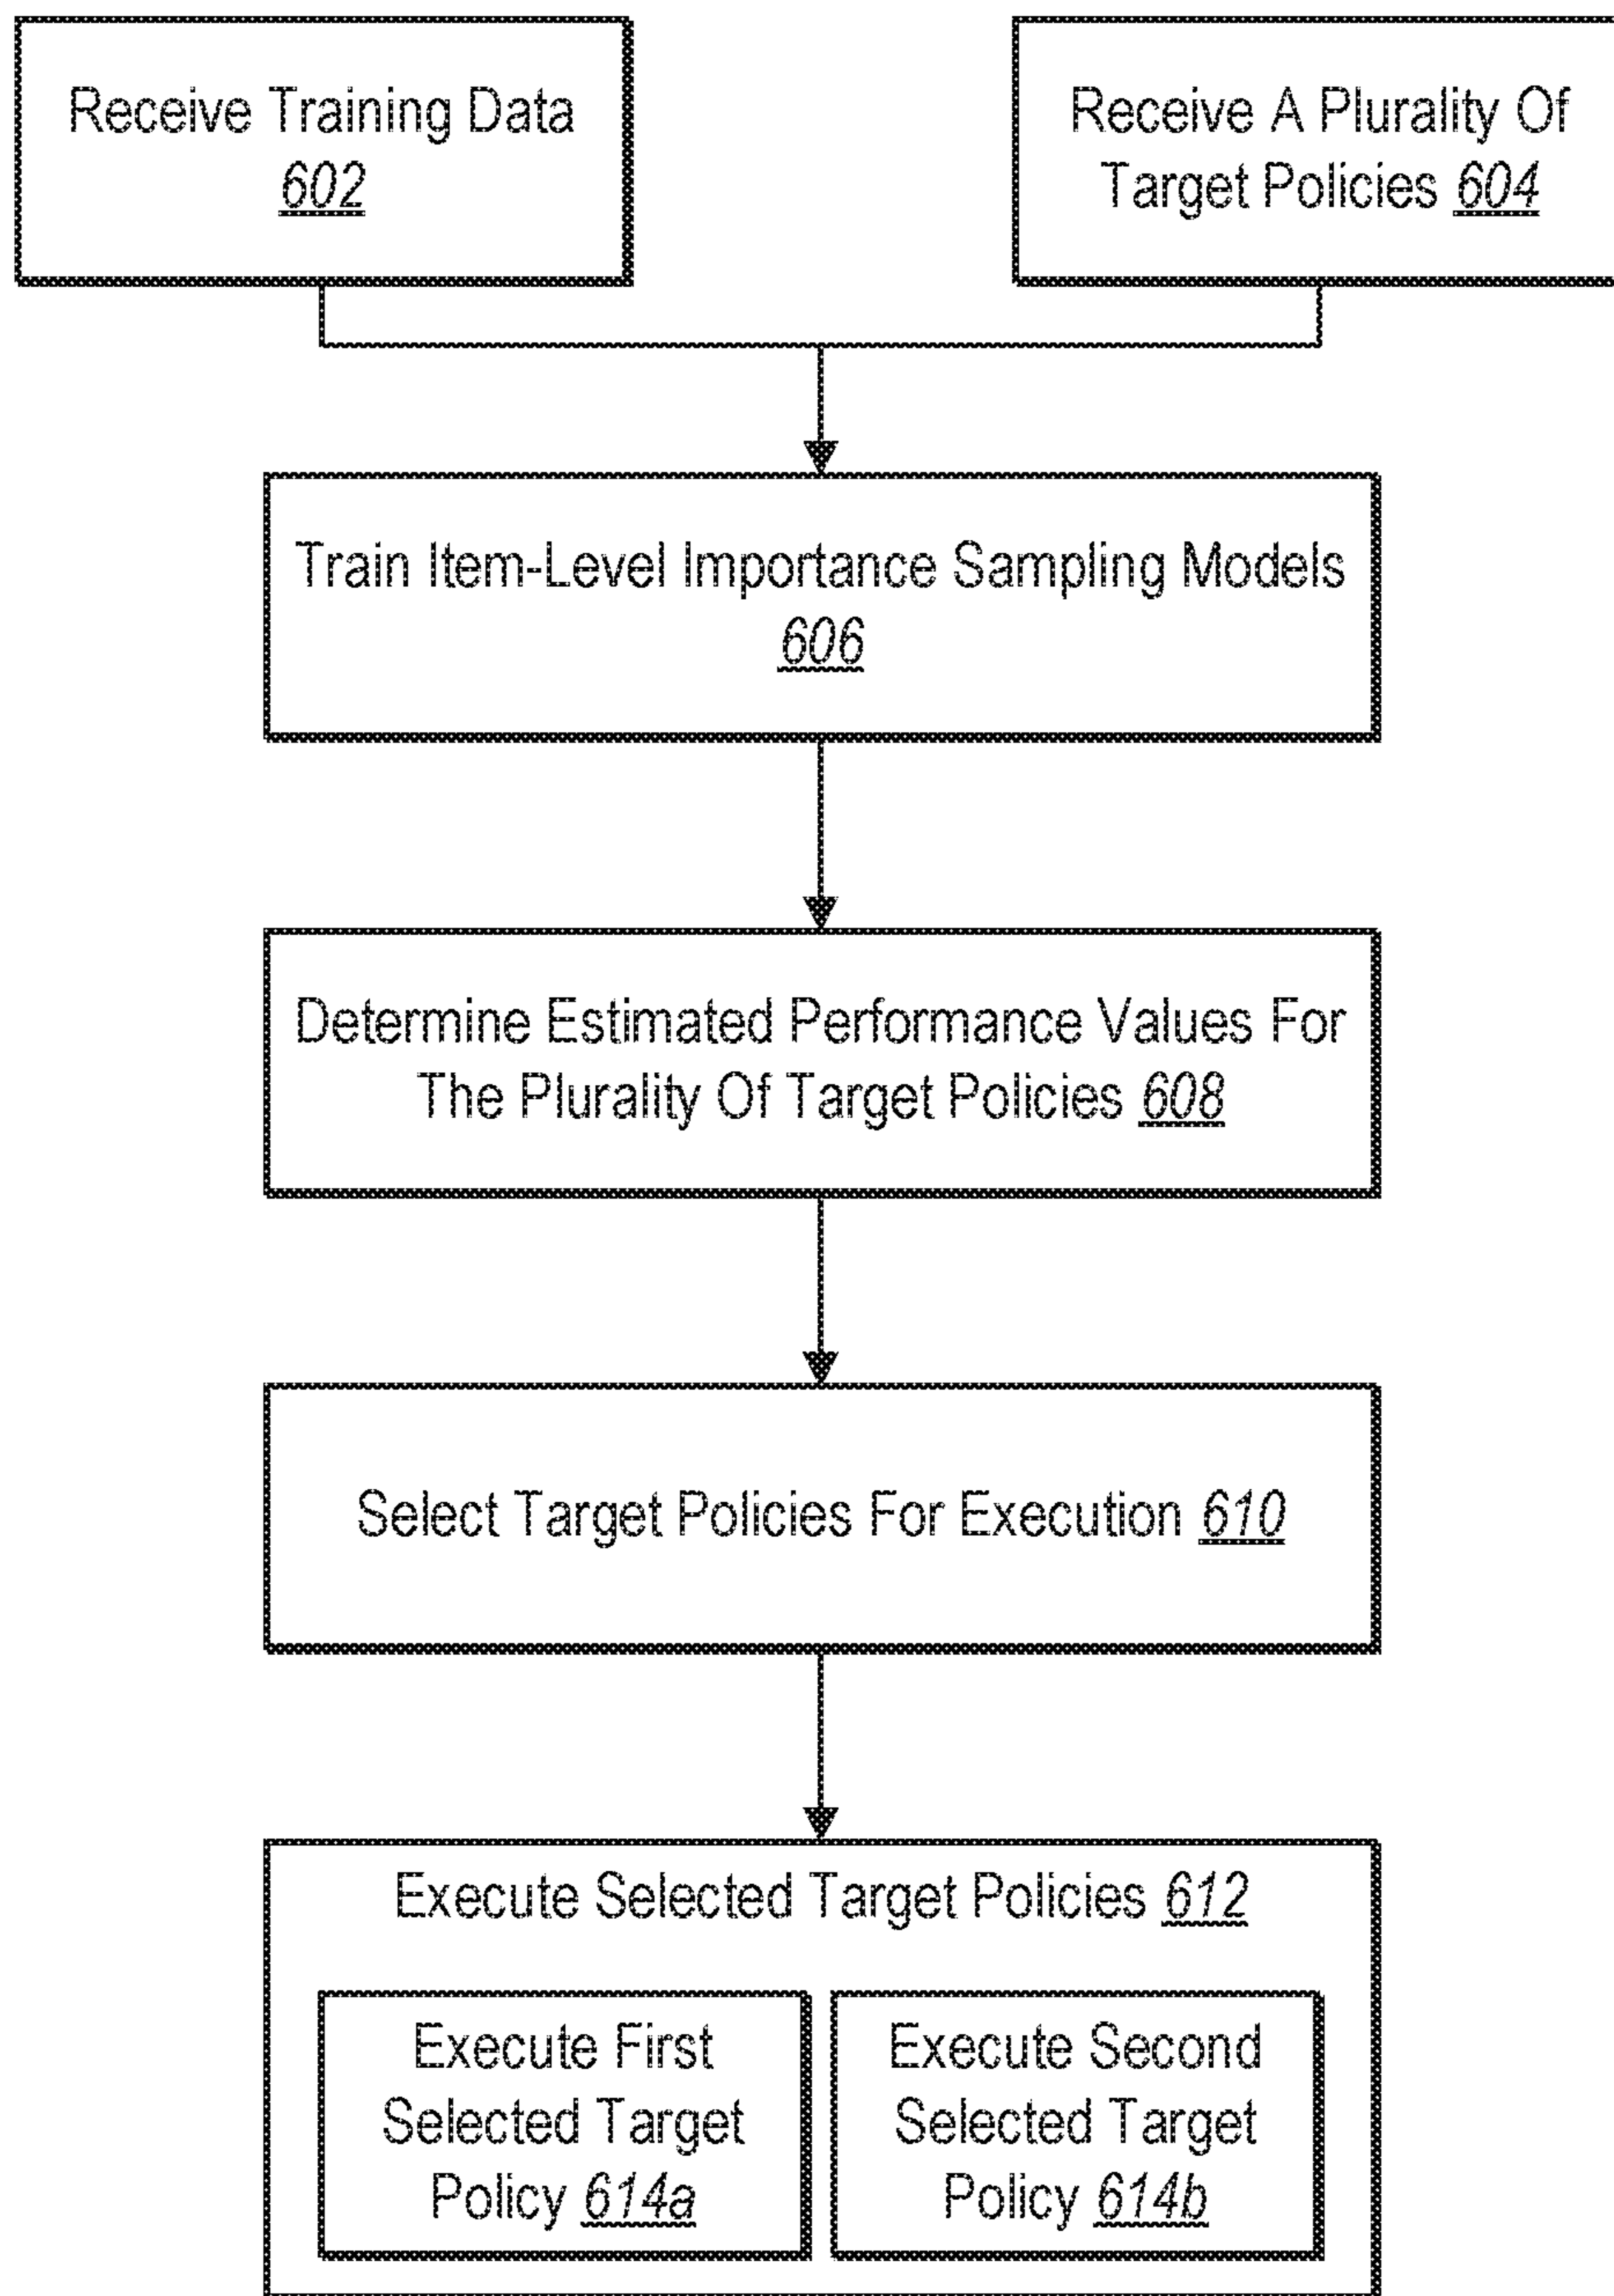 Receive Training Data
602
Receive A Plurality Of
Target Policies 604
Train Item-Level Importance Sampling Models
606
Determine Estimated Performance Values For
The Plurality Of Target Policies 608
Select Target Policies For Execution 610
Execute Selected Target Policies 612
Execute First
Selected Target
Policy 614a
Execute Second
Selected Target
Policy 614b